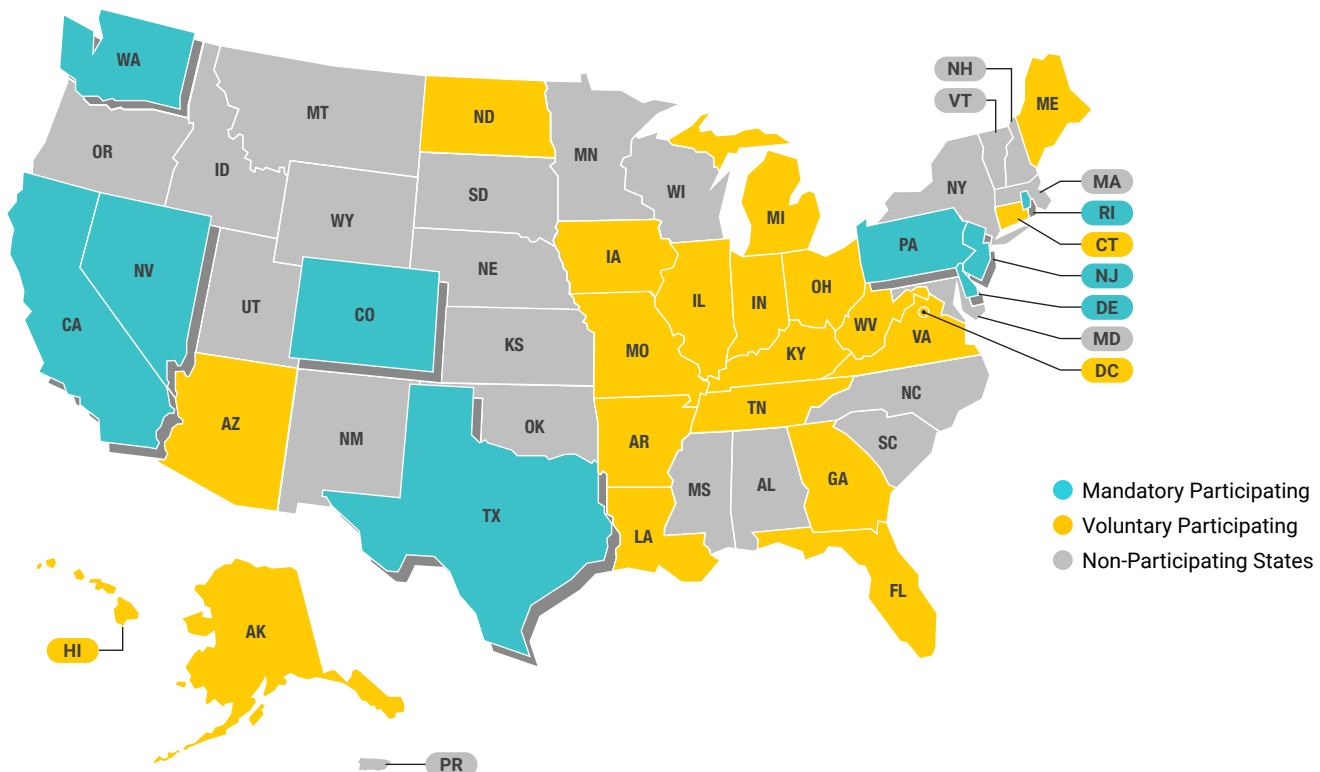 WA
MT
ND
MN
OR
ID
SD
WI
WY
MI
NY
NH
VT
ME
MA
RI
CT
NJ
DE
MD
DC
PA
NV
UT
CO
NE
IA
IL
IN
OH
WV
VA
CA
KS
MO
KY
NC
TN
AZ
NM
OK
AR
SC
MS
AL
GA
TX
LA
FL
Mandatory Participating
Voluntary Participating
Non-Participating States
HI
AK
PR